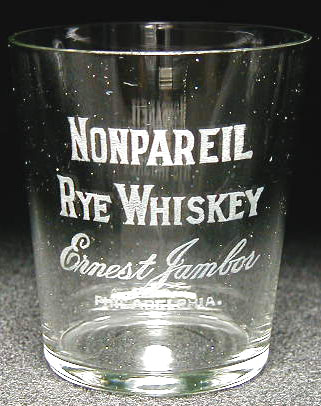 NONPAREIL
RYE WHISKEY
Ernest Jambor
PHILADELPHIA.